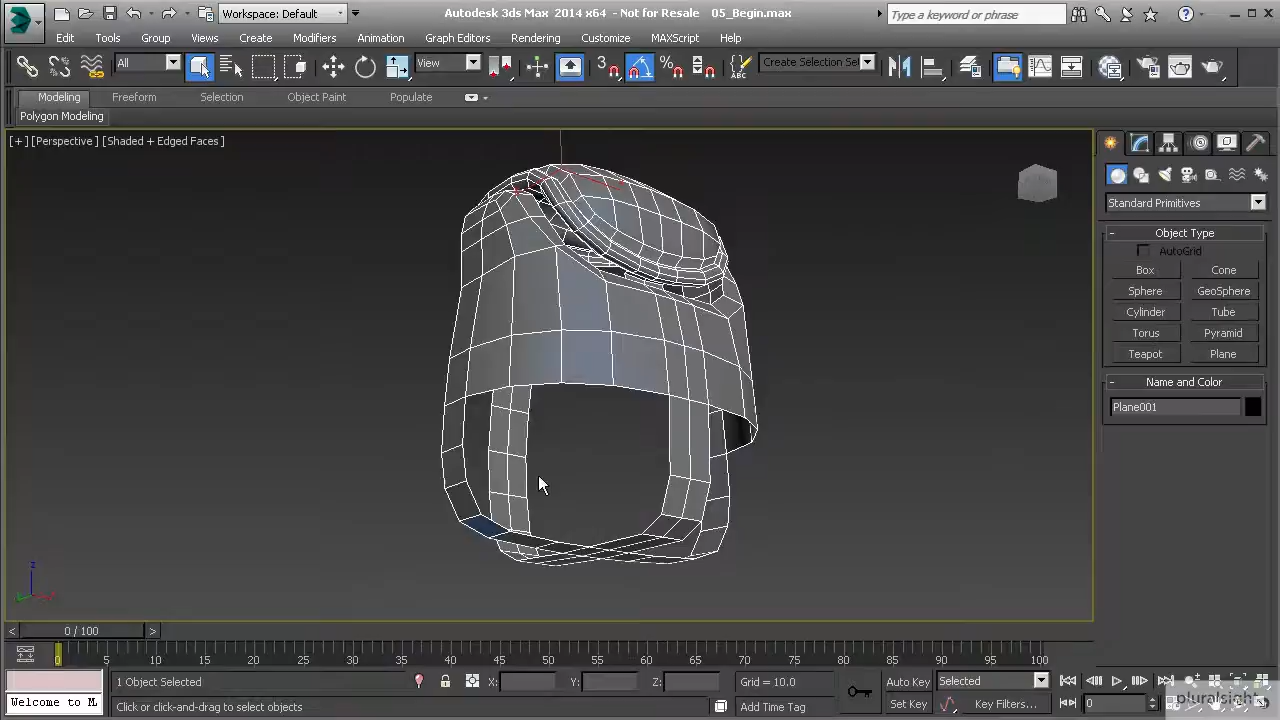 Workspace: Default
Autodesk 3ds Max 2014 x64 - Not for Resale 05_Begin.max
Type a keyword or phrase
Edit Tools Group Views Create Modifiers Animation Graph Editors Rendering Customize MAXScript Help
All View 3 Create Selection Se
Modeling Freeform Selection Object Paint Populate
Polygon Modeling
[+] [Perspective] [Shaded + Edged Faces]
Standard Primitives
- Object Type
AutoGrid
Box Cone
Sphere GeoSphere
Cylinder Tube
Torus Pyramid
Teapot Plane
- Name and Color
Plane001
z
< 0 / 100 >
0 5 10 15 20 25 30 35 40 45 50 55 60 65 70 75 80 85 90 95 100
1 Object Selected X: Y: Z: Grid = 10.0 Auto Key Selected
Welcome to M Click or click-and-drag to select objects Add Time Tag Set Key Key Filters... 0
pluralsight